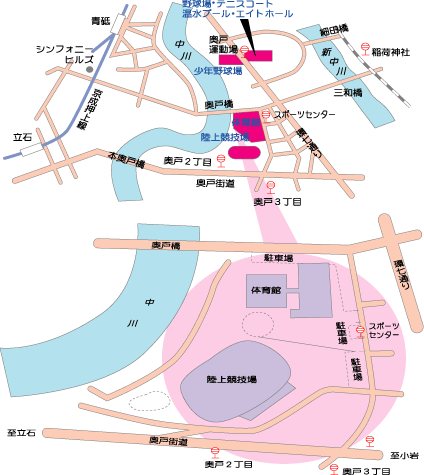 野球場・テニスコート
温水プール・エイトホール
青砥
中
川
奥戸
運動場
細田橋
新
中
川
稲荷神社
シンフォニー
ヒルズ
少年野球場
三和橋
京成押上線
奥戸橋
スポーツセンター
体育館
陸上競技場
環七通り
立石
本奥戸橋
奥戸2丁目
奥戸街道
奥戸3丁目
奥戸橋
駐車場
環七通り
体育館
中
川
駐車場
スポーツ
センター
駐車場
陸上競技場
至立石
奥戸街道
至小岩
奥戸2丁目
奥戸3丁目